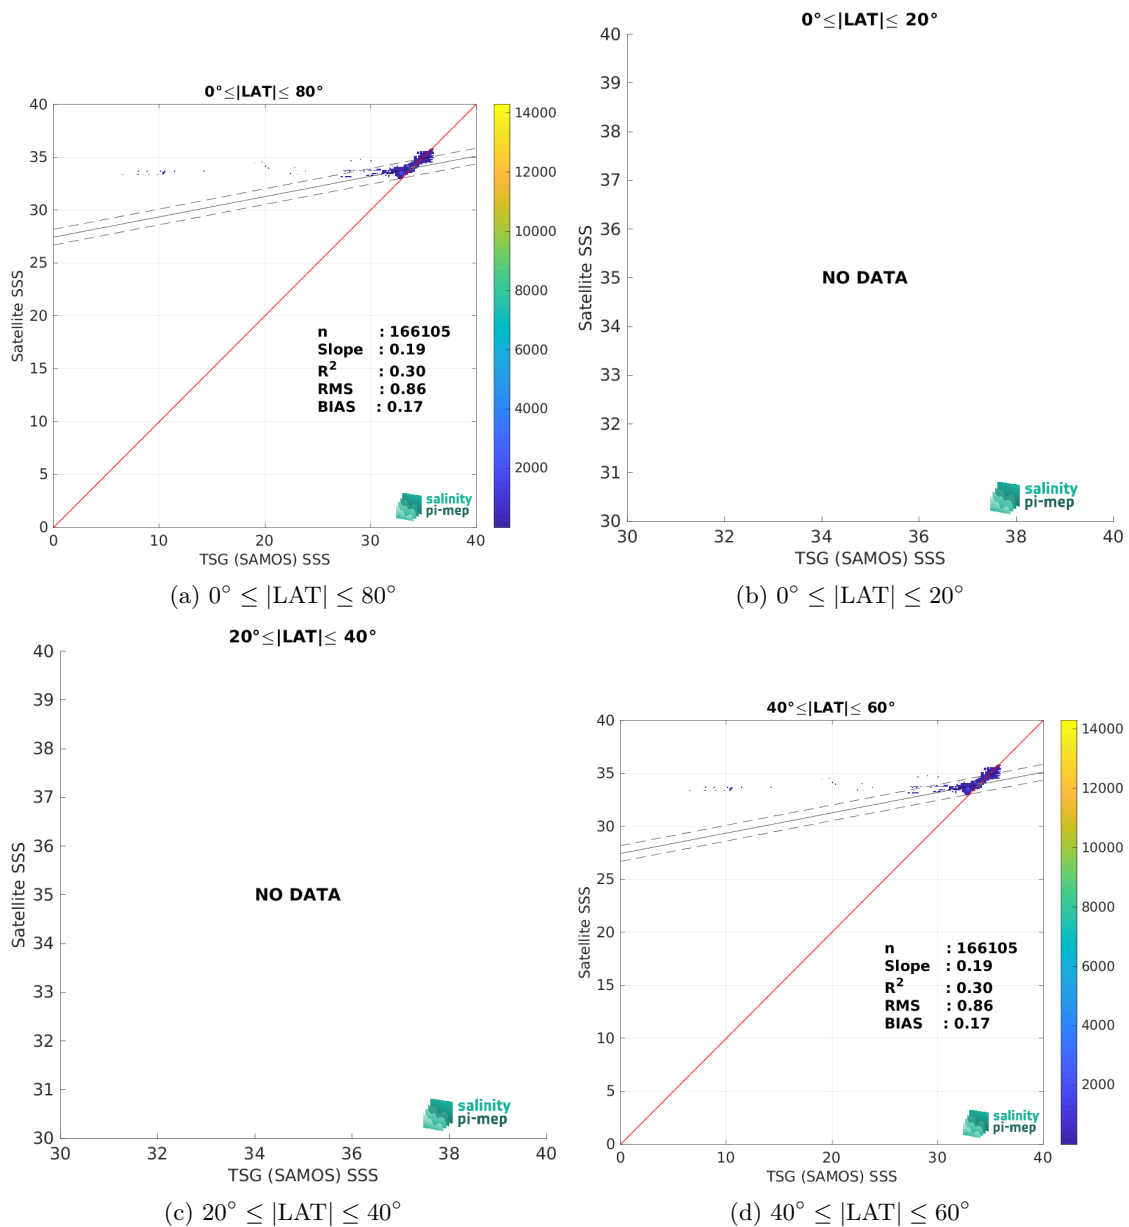 0°≤|LAT|≤ 80°
40
35
30
25
20
15
10
5
0
Satellite SSS
n : 166105
Slope : 0.19
R² : 0.30
RMS : 0.86
BIAS : 0.17
salinity
pi-mep
0 10 20 30 40
TSG (SAMOS) SSS
14000
12000
10000
8000
6000
4000
2000
(a) 0° ≤ |LAT| ≤ 80°
0°≤|LAT|≤ 20°
40
39
38
37
36
35
34
33
32
31
30
Satellite SSS
NO DATA
salinity
pi-mep
30 32 34 36 38 40
TSG (SAMOS) SSS
(b) 0° ≤ |LAT| ≤ 20°
20°≤|LAT|≤ 40°
40
39
38
37
36
35
34
33
32
31
30
Satellite SSS
NO DATA
salinity
pi-mep
30 32 34 36 38 40
TSG (SAMOS) SSS
(c) 20° ≤ |LAT| ≤ 40°
40°≤|LAT|≤ 60°
40
35
30
25
20
15
10
5
0
Satellite SSS
n : 166105
Slope : 0.19
R² : 0.30
RMS : 0.86
BIAS : 0.17
salinity
pi-mep
0 10 20 30 40
TSG (SAMOS) SSS
14000
12000
10000
8000
6000
4000
2000
(d) 40° ≤ |LAT| ≤ 60°